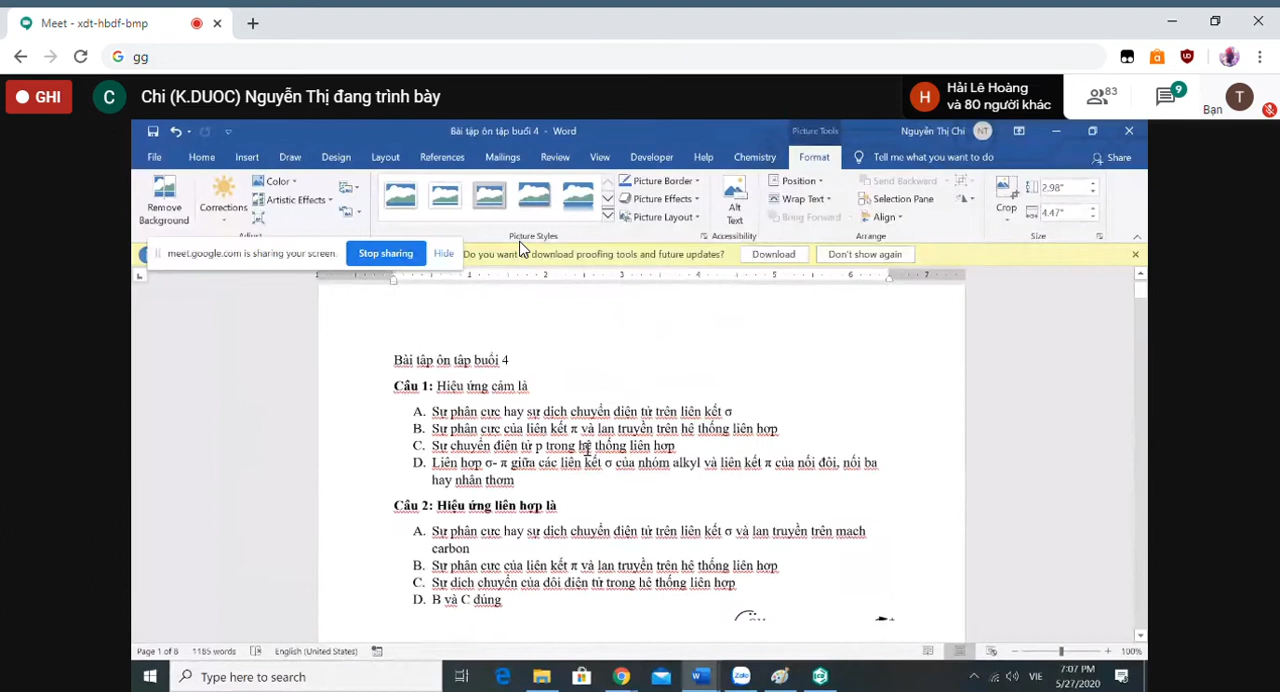 Meet - xdt-hbdf-bmp
gg
GHI
C
Chi (K.DUOC) Nguyễn Thị đang trình bày
H
Hải Lê Hoàng
và 80 người khác
83
9
Bạn
T
Bài tập ôn tập buổi 4 - Word
Picture Tools
Nguyễn Thị Chi
NT
File
Home
Insert
Draw
Design
Layout
References
Mailings
Review
View
Developer
Help
Chemistry
Format
Tell me what you want to do
Share
Remove
Background
Corrections
Color
Artistic Effects
Picture Border
Picture Effects
Picture Layout
Picture Styles
Alt
Text
Accessibility
Position
Wrap Text
Bring Forward
Send Backward
Selection Pane
Align
Arrange
Crop
2.98"
4.47"
Size
meet.google.com is sharing your screen.
Stop sharing
Hide
Do you want download proofing tools and future updates?
Download
Don't show again
1 2 3 4 5 6 7
Bài tập ôn tập buổi 4
Câu 1: Hiệu ứng cảm là
A. Sự phân cực hay sự dịch chuyển điện tử trên liên kết σ
B. Sự phân cực của liên kết π và lan truyền trên hệ thống liên hợp
C. Sự chuyển điện tử p trong hệ thống liên hợp
D. Liên hợp σ- π giữa các liên kết σ của nhóm alkyl và liên kết π của nối đôi, nối ba
hay nhân thơm
Câu 2: Hiệu ứng liên hợp là
A. Sự phân cực hay sự dịch chuyển điện tử trên liên kết σ và lan truyền trên mạch
carbon
B. Sự phân cực của liên kết π và lan truyền trên hệ thống liên hợp
C. Sự dịch chuyển của đôi điện tử trong hệ thống liên hợp
D. B và C đúng
Page 1 of 8
1185 words
English (United States)
100%
Type here to search
Zalo
VIE
7:07 PM
5/27/2020